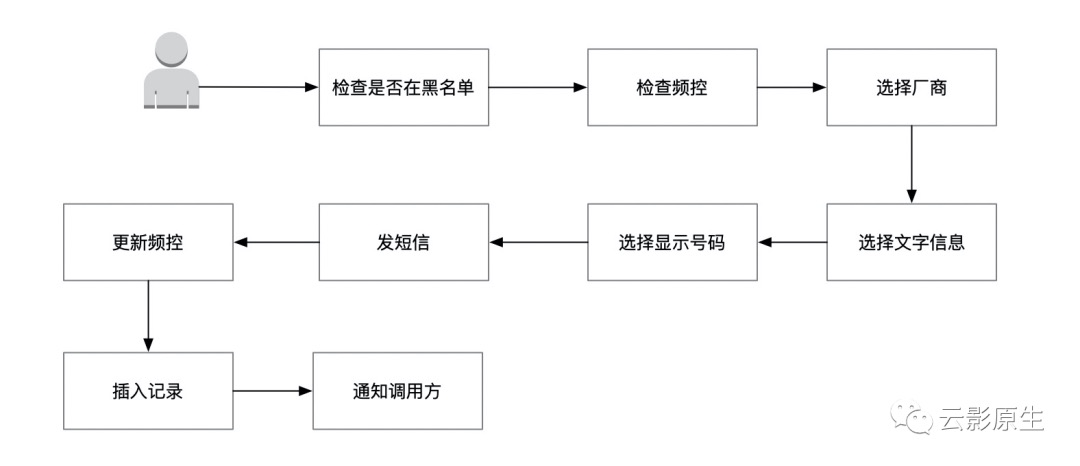 检查是否在黑名单
检查频控
选择厂商
更新频控
发短信
选择显示号码
选择文字信息
插入记录
通知调用方
云影原生